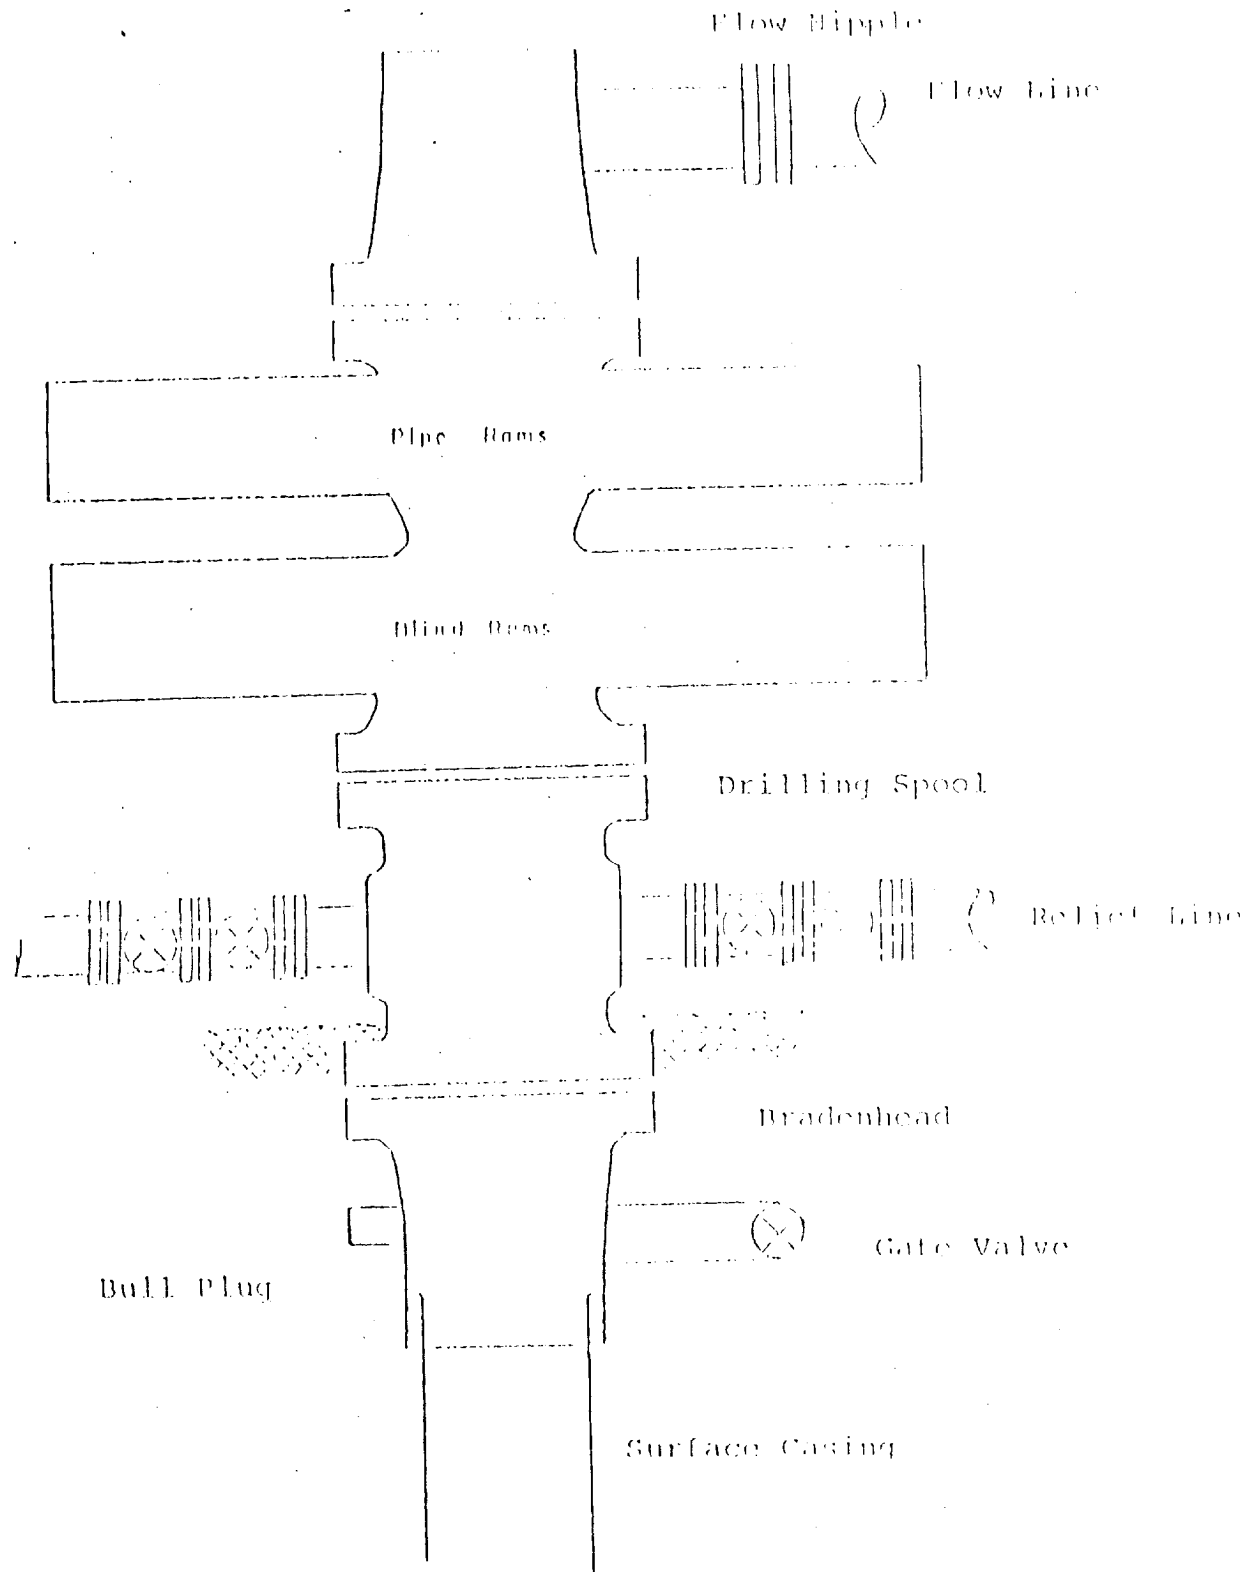 Flow Nipple
Flow Line
Pipe Rams
Blind Rams
Drilling Spool
Relief Line
Bradenhead
Gate Valve
Bull Plug
Surface Casing